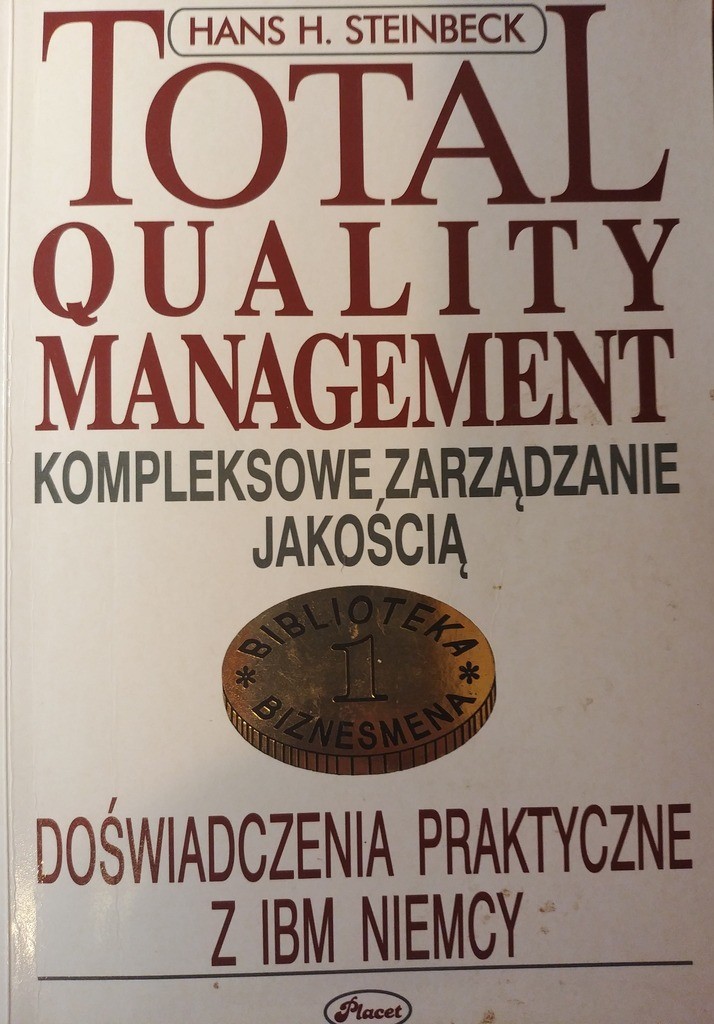 HANS H. STEINBECK
TOTAL
QUALITY
MANAGEMENT
KOMPLEKSOWE ZARZĄDZANIE
JAKOŚCIĄ
* BIBLIOTEKA *
1
BIZNESMENA
DOŚWIADCZENIA PRAKTYCZNE
Z IBM NIEMCY
Placet